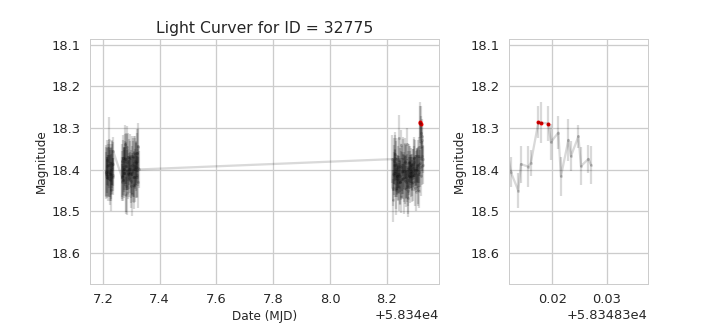 Light Curver for ID = 32775
18.1
18.2
18.3
18.4
18.5
18.6
Magnitude
7.2 7.4 7.6 7.8 8.0 8.2
Date (MJD)
+5.834e4
18.1
18.2
18.3
18.4
18.5
18.6
Magnitude
0.02 0.03
+5.83483e4